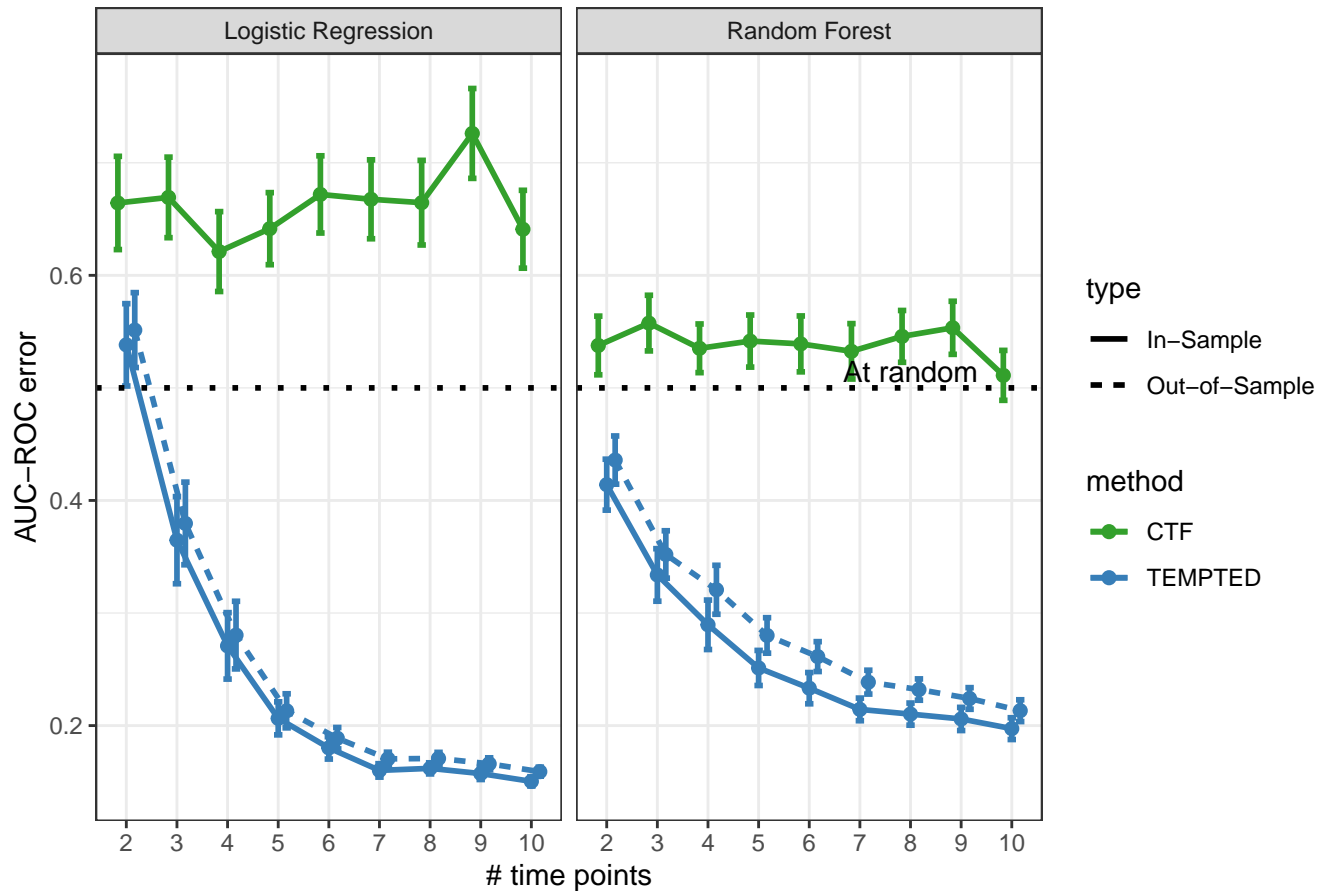 Logistic Regression
Random Forest
AUC−ROC error
0.6
0.4
0.2
At random
2 3 4 5 6 7 8 9 10
2 3 4 5 6 7 8 9 10
# time points
type
In−Sample
Out−of−Sample
method
CTF
TEMPTED